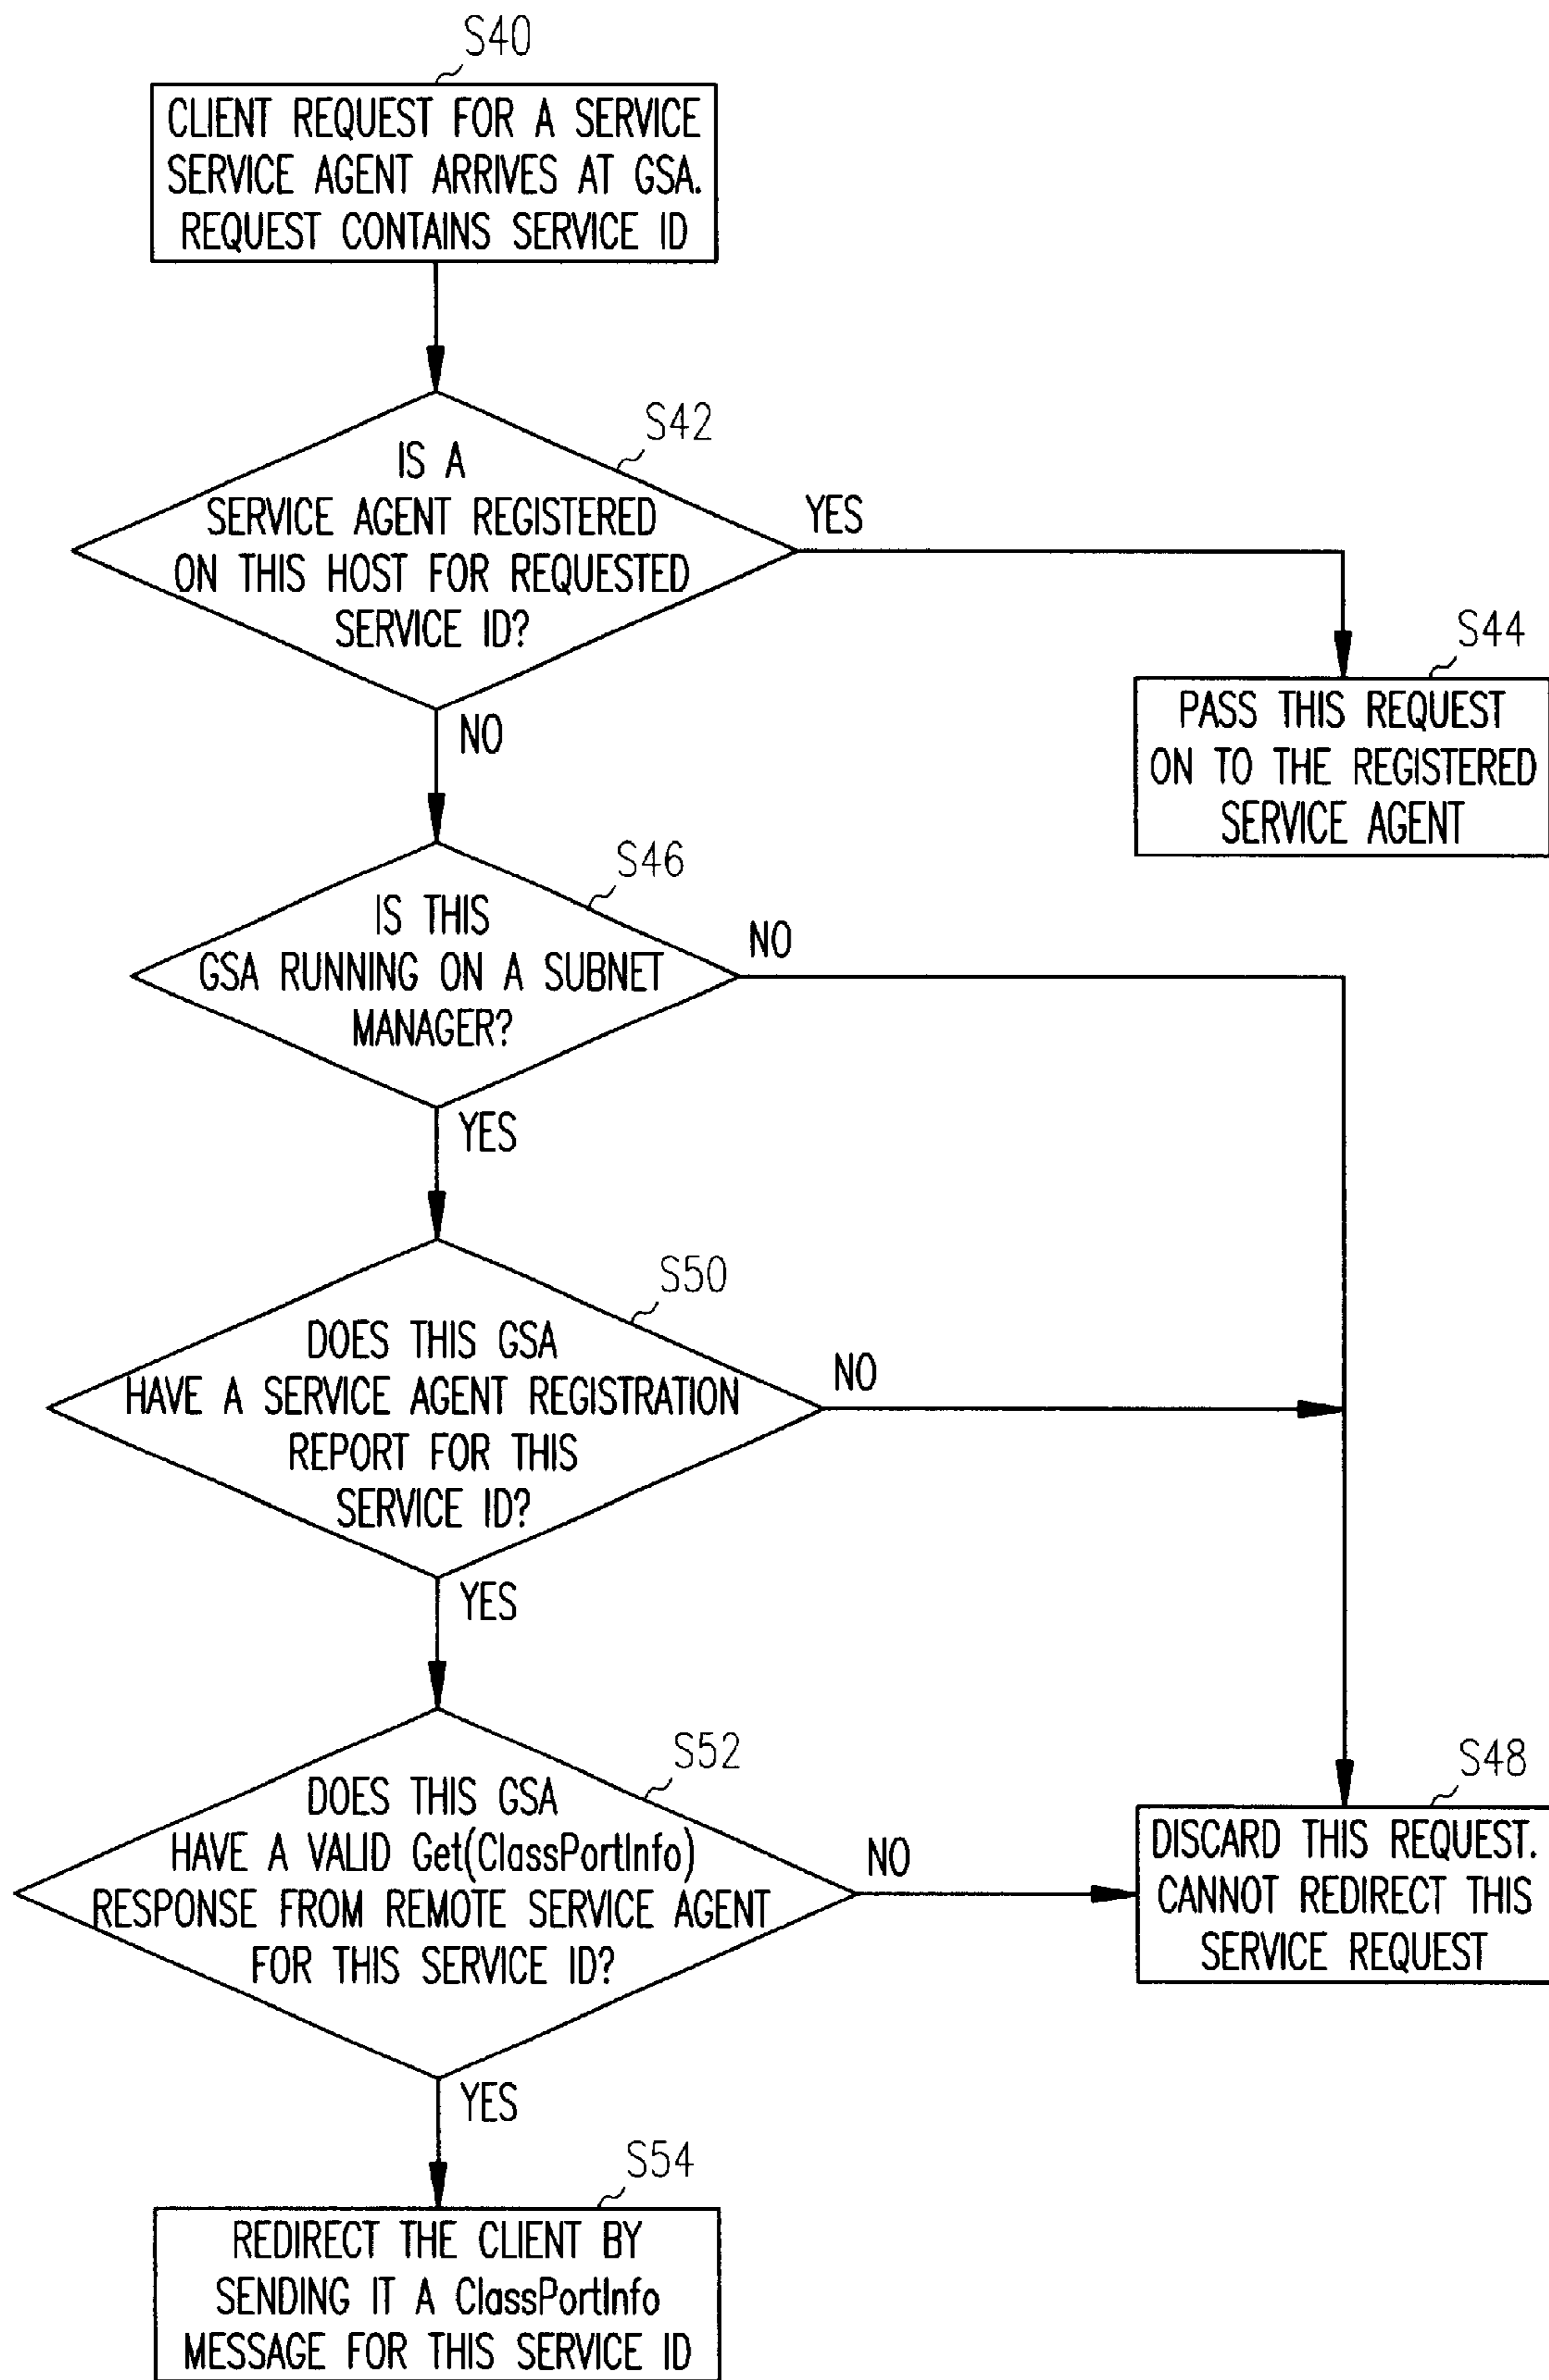 S40
CLIENT REQUEST FOR A SERVICE
SERVICE AGENT ARRIVES AT GSA.
REQUEST CONTAINS SERVICE ID
S42
IS A
SERVICE AGENT REGISTERED
ON THIS HOST FOR REQUESTED
SERVICE ID?
YES
NO
S44
PASS THIS REQUEST
ON TO THE REGISTERED
SERVICE AGENT
S46
IS THIS
GSA RUNNING ON A SUBNET
MANAGER?
NO
YES
S50
DOES THIS GSA
HAVE A SERVICE AGENT REGISTRATION
REPORT FOR THIS
SERVICE ID?
NO
YES
S52
DOES THIS GSA
HAVE A VALID Get(ClassPortInfo)
RESPONSE FROM REMOTE SERVICE AGENT
FOR THIS SERVICE ID?
NO
YES
S48
DISCARD THIS REQUEST.
CANNOT REDIRECT THIS
SERVICE REQUEST
S54
REDIRECT THE CLIENT BY
SENDING IT A ClassPortInfo
MESSAGE FOR THIS SERVICE ID